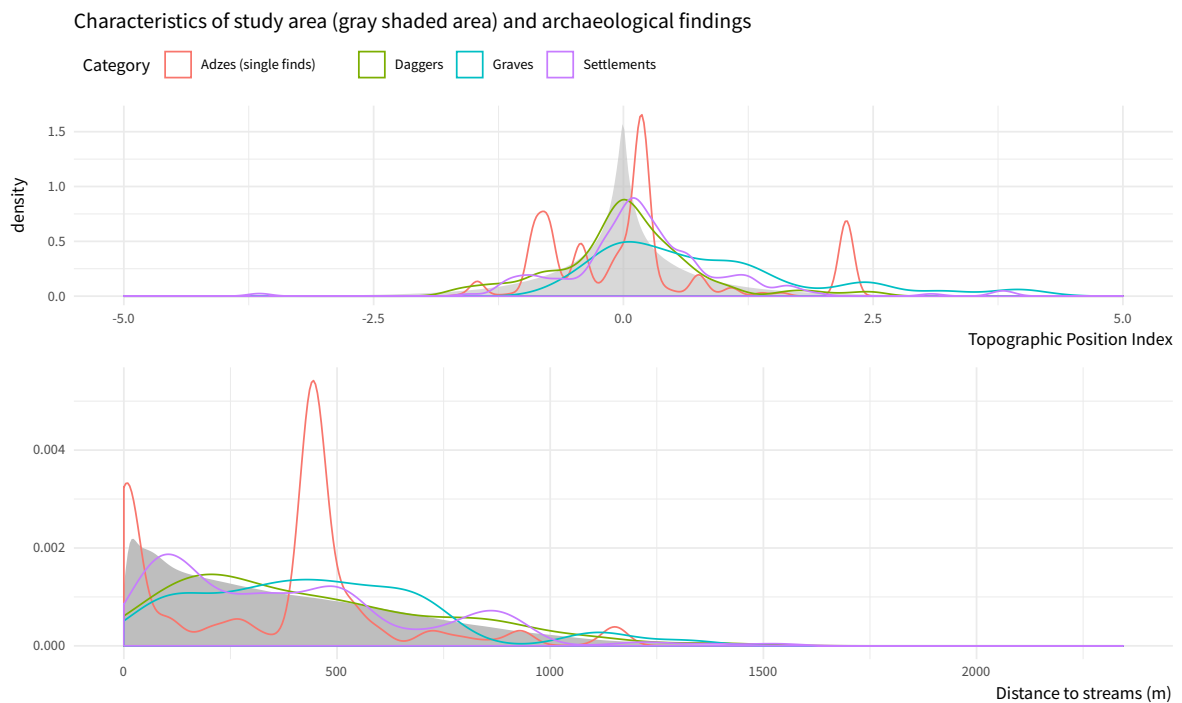 Characteristics of study area (gray shaded area) and archaeological findings
Category Adzes (single finds) Daggers Graves Settlements
density
1.5
1.0
0.5
0.0
-5.0 -2.5 0.0 2.5 5.0
Topographic Position Index
0.004
0.002
0.000
0 500 1000 1500 2000
Distance to streams (m)